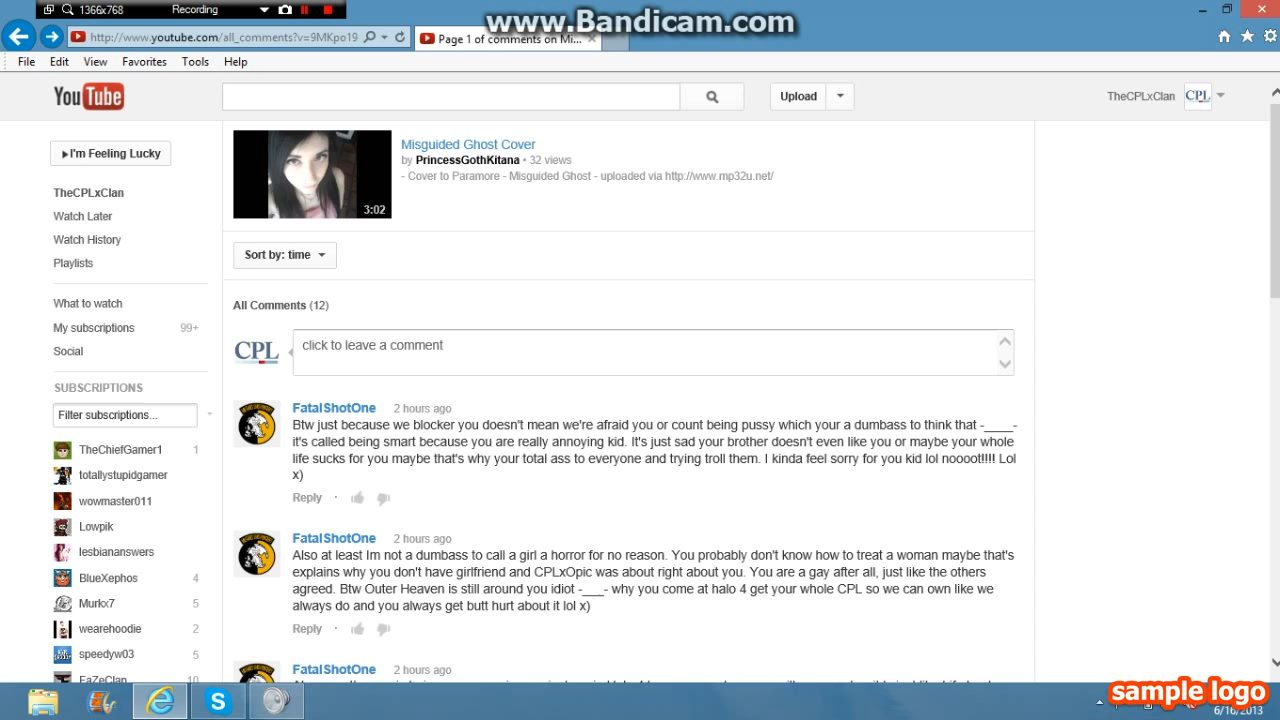 1366x768 Recording
www.Bandicam.com
http://www.youtube.com/all_comments?v=9MKpo19
Page 1 of comments on Mi...
File Edit View Favorites Tools Help
YouTube
Upload
TheCPLxClan CPL
I'm Feeling Lucky
TheCPLxClan
Watch Later
Watch History
Playlists
What to watch
My subscriptions 99+
Social
SUBSCRIPTIONS
Filter subscriptions...
TheChiefGamer1 1
totallystupidgamer
wowmaster011
Lowpik
lesbiananswers
BlueXephos 4
Murkx7 5
wearehoodie 2
speedyw03 5
FaZeClan 10
3:02
Misguided Ghost Cover
by PrincessGothKitana • 32 views
- Cover to Paramore - Misguided Ghost - uploaded via http://www.mp32u.net/
Sort by: time
All Comments (12)
CPL
click to leave a comment
FatalShotOne 2 hours ago
Btw just because we blocker you doesn't mean we're afraid you or count being pussy which your a dumbass to think that -____-
it's called being smart because you are really annoying kid. It's just sad your brother doesn't even like you or maybe your whole
life sucks for you maybe that's why your total ass to everyone and trying troll them. I kinda feel sorry for you kid lol noooot!!!! Lol
x)
Reply ·
FatalShotOne 2 hours ago
Also at least Im not a dumbass to call a girl a horror for no reason. You probably don't know how to treat a woman maybe that's
explains why you don't have girlfriend and CPLxOpic was about right about you. You are a gay after all, just like the others
agreed. Btw Outer Heaven is still around you idiot -___- why you come at halo 4 get your whole CPL so we can own like we
always do and you always get butt hurt about it lol x)
Reply ·
FatalShotOne 2 hours ago
sample logo
6/16/2013